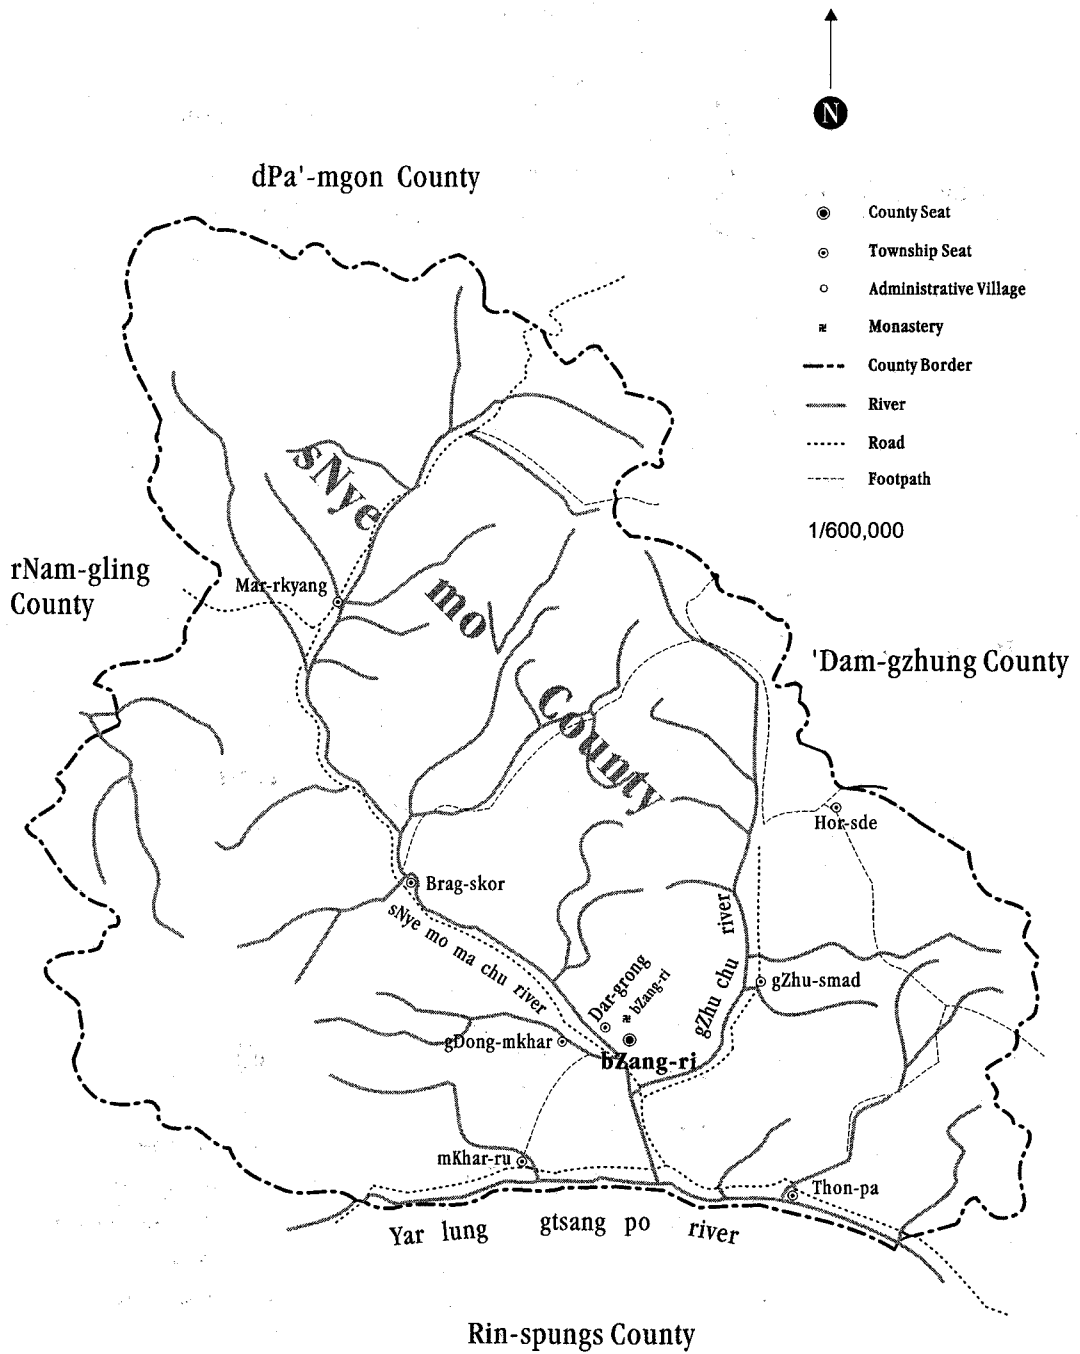 N
dPa'-mgon County
County Seat
Township Seat
Administrative Village
Monastery
County Border
River
Road
Footpath
1/600,000
sNye
mo
County
rNam-gling
County
Mar-rkyang
'Dam-gzhung County
Hor-sde
Brag-skor
sNye mo ma chu river
gZhu chu river
Dar-grong
bZang-ri
gZhu-smad
gDong-mkhar
bZang-ri
mKhar-ru
Thon-pa
Yar lung gtsang po river
Rin-spungs County